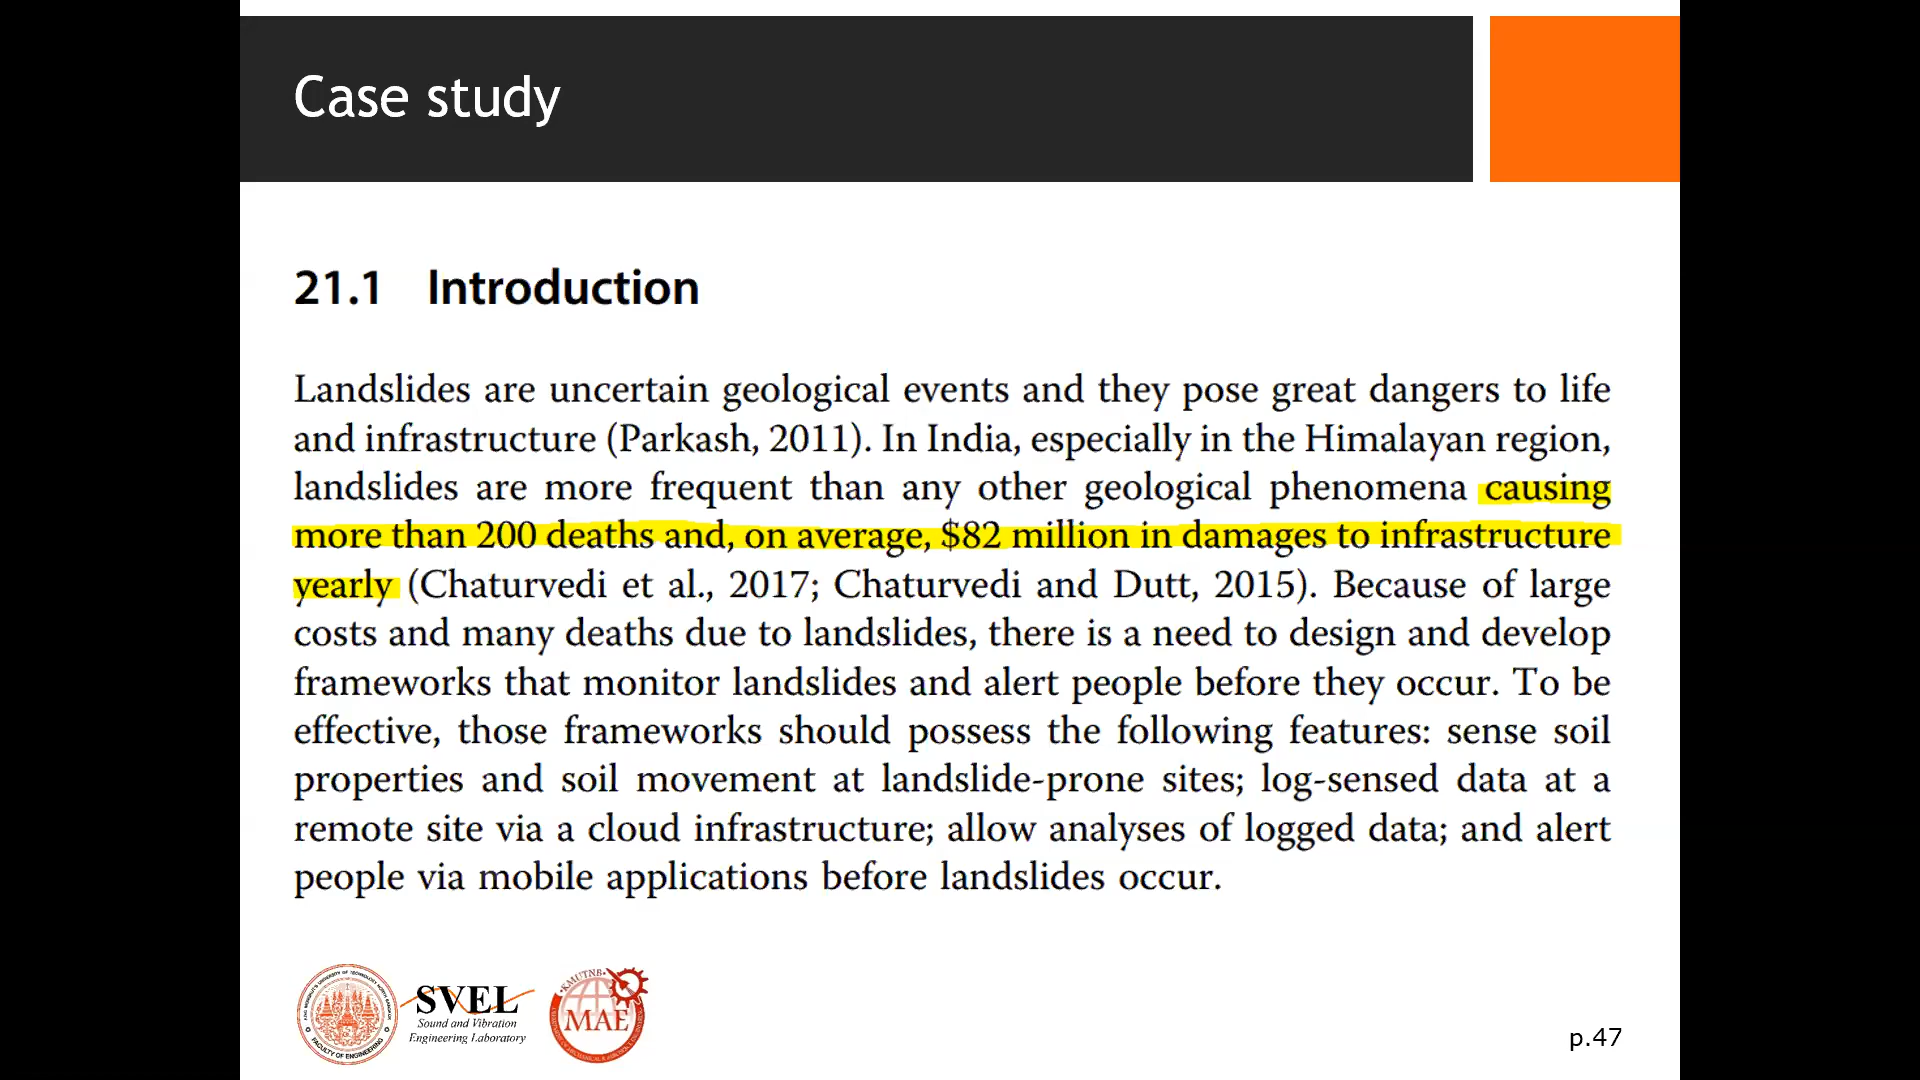 Case study
21.1 Introduction
Landslides are uncertain geological events and they pose great dangers to life
and infrastructure (Parkash, 2011). In India, especially in the Himalayan region,
landslides are more frequent than any other geological phenomena causing
more than 200 deaths and, on average, $82 million in damages to infrastructure
yearly (Chaturvedi et al., 2017; Chaturvedi and Dutt, 2015). Because of large
costs and many deaths due to landslides, there is a need to design and develop
frameworks that monitor landslides and alert people before they occur. To be
effective, those frameworks should possess the following features: sense soil
properties and soil movement at landslide-prone sites; log-sensed data at a
remote site via a cloud infrastructure; allow analyses of logged data; and alert
people via mobile applications before landslides occur.
FACULTY OF ENGINEERING
SVEL
Sound and Vibration
Engineering Laboratory
KMUTNB
MAE
p.47